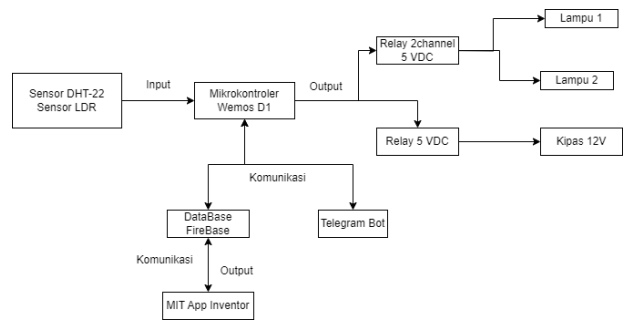 Lampu 1
Relay 2channel
5 VDC
Sensor DHT-22
Sensor LDR
Input
Mikrokontroler
Wemos D1
Output
Lampu 2
Relay 5 VDC
Kipas 12V
Komunikasi
DataBase
FireBase
Telegram Bot
Komunikasi
Output
MIT App Inventor